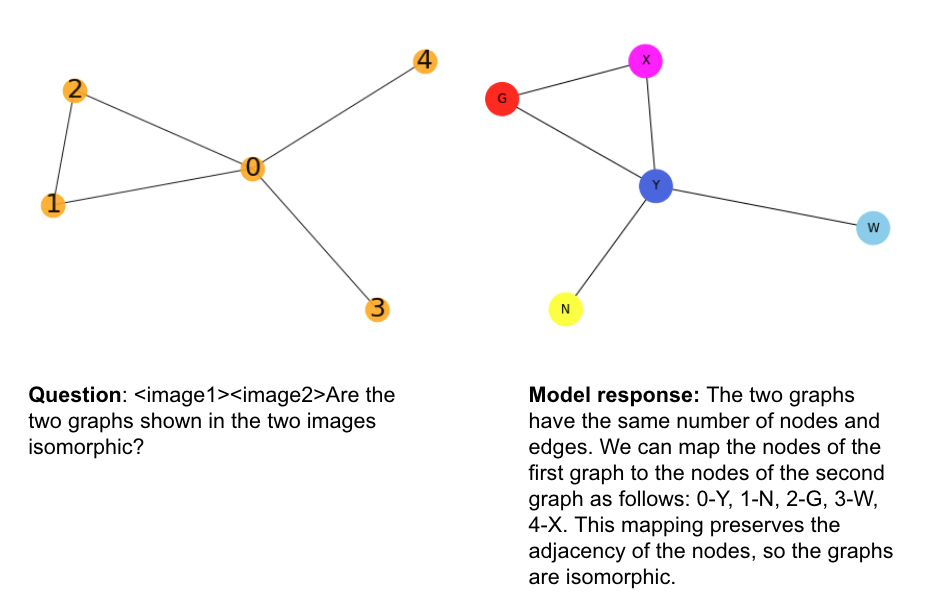 2
1
0
4
3
G
X
Y
W
N
Question: <image1><image2>Are the
two graphs shown in the two images
isomorphic?
Model response: The two graphs
have the same number of nodes and
edges. We can map the nodes of the
first graph to the nodes of the second
graph as follows: 0-Y, 1-N, 2-G, 3-W,
4-X. This mapping preserves the
adjacency of the nodes, so the graphs
are isomorphic.